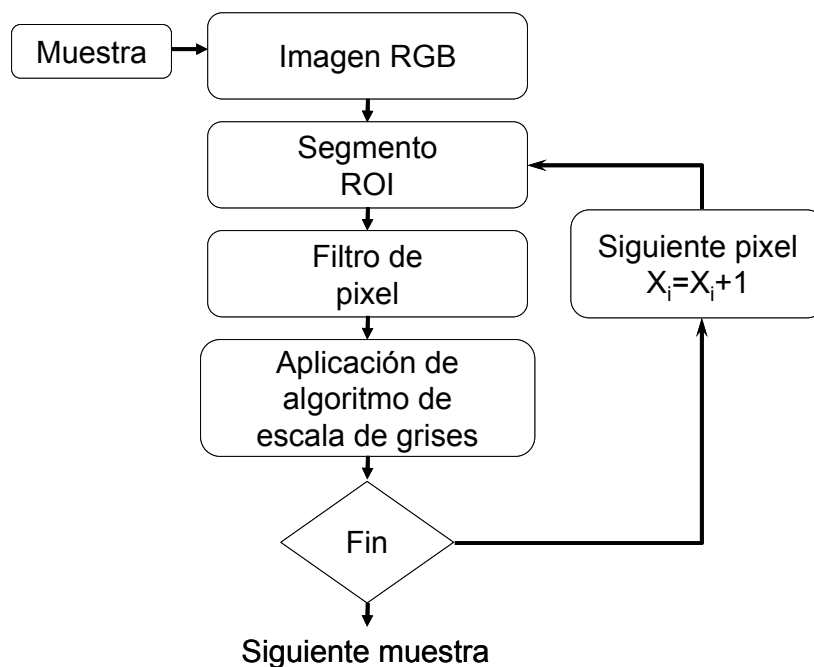 Muestra
Imagen RGB
Segmento
ROI
Filtro de
pixel
Siguiente pixel
Xᵢ=Xᵢ+1
Aplicación de
algoritmo de
escala de grises
Fin
Siguiente muestra